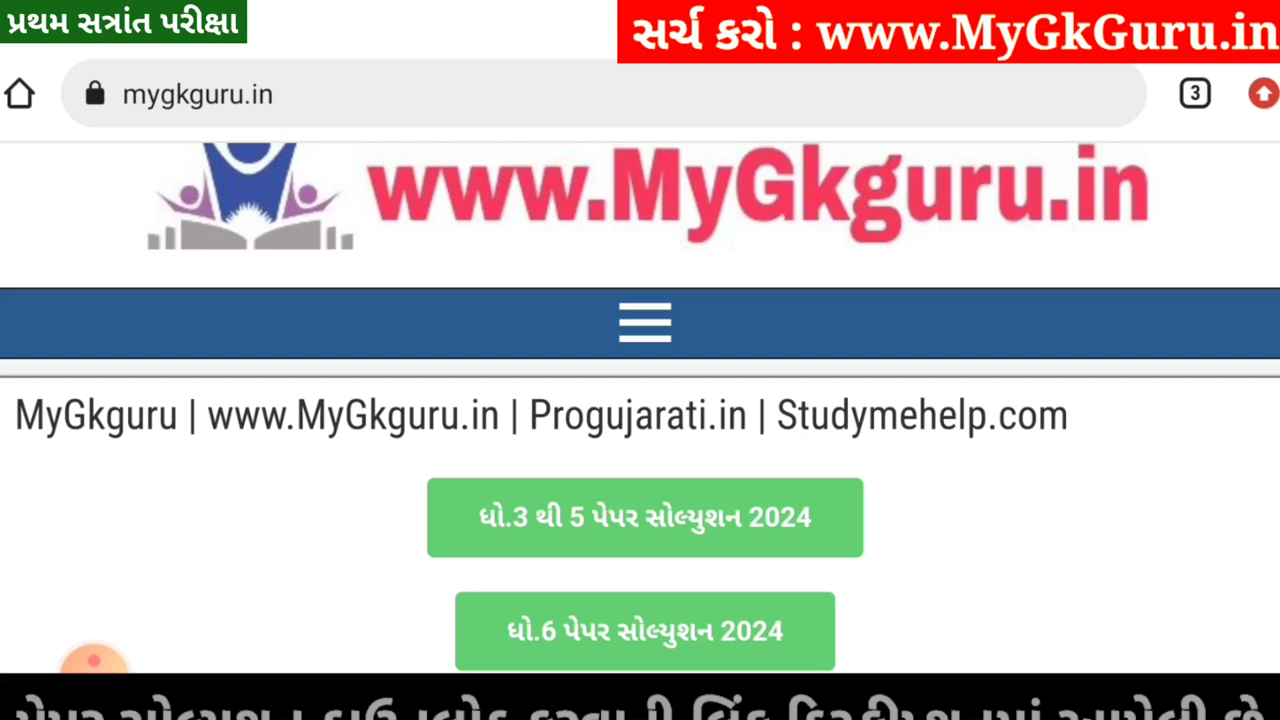 પ્રથમ સત્રાંત પરીક્ષા
સર્ચ કરો : www.MyGkGuru.in
mygkguru.in
3
www.MyGkguru.in
MyGkguru | www.MyGkguru.in | Progujarati.in | Studymehelp.com
ધો.3 થી 5 પેપર સોલ્યુશન 2024
ધો.6 પેપર સોલ્યુશન 2024